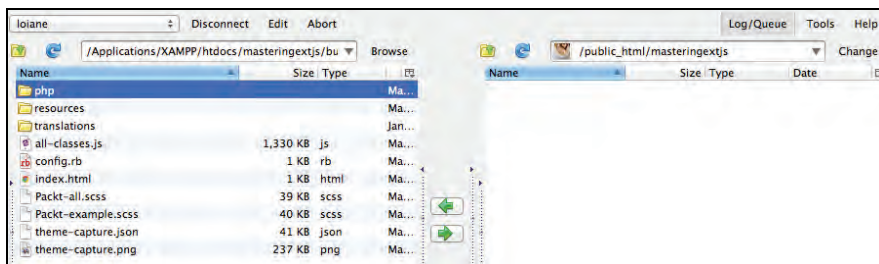 loiane Disconnect Edit Abort Log/Queue Tools Help
/Applications/XAMPP/htdocs/masteringextjs/bu Browse /public_html/masteringextjs Change
Name Size Type Name Size Type Date
php Ma...
resources Ma...
translations Jan...
all-classes.js 1,330 KB js Ma...
config.rb 1 KB rb Ma...
index.html 1 KB html Ma...
Packt-all.scss 39 KB scss Ma...
Packt-example.scss 40 KB scss Ma...
theme-capture.json 41 KB json Ma...
theme-capture.png 237 KB png Ma...